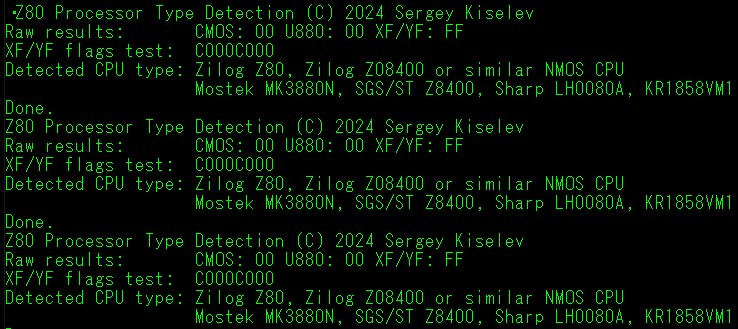 Z80 Processor Type Detection (C) 2024 Sergey Kiselev
Raw results:       CMOS: 00 U880: 00 XF/YF: FF
XF/YF flags test:  C000C000
Detected CPU type: Zilog Z80, Zilog Z08400 or similar NMOS CPU
                   Mostek MK3880N, SGS/ST Z8400, Sharp LH0080A, KR1858VM1
Done.
Z80 Processor Type Detection (C) 2024 Sergey Kiselev
Raw results:       CMOS: 00 U880: 00 XF/YF: FF
XF/YF flags test:  C000C000
Detected CPU type: Zilog Z80, Zilog Z08400 or similar NMOS CPU
                   Mostek MK3880N, SGS/ST Z8400, Sharp LH0080A, KR1858VM1
Done.
Z80 Processor Type Detection (C) 2024 Sergey Kiselev
Raw results:       CMOS: 00 U880: 00 XF/YF: FF
XF/YF flags test:  C000C000
Detected CPU type: Zilog Z80, Zilog Z08400 or similar NMOS CPU
                   Mostek MK3880N, SGS/ST Z8400, Sharp LH0080A, KR1858VM1